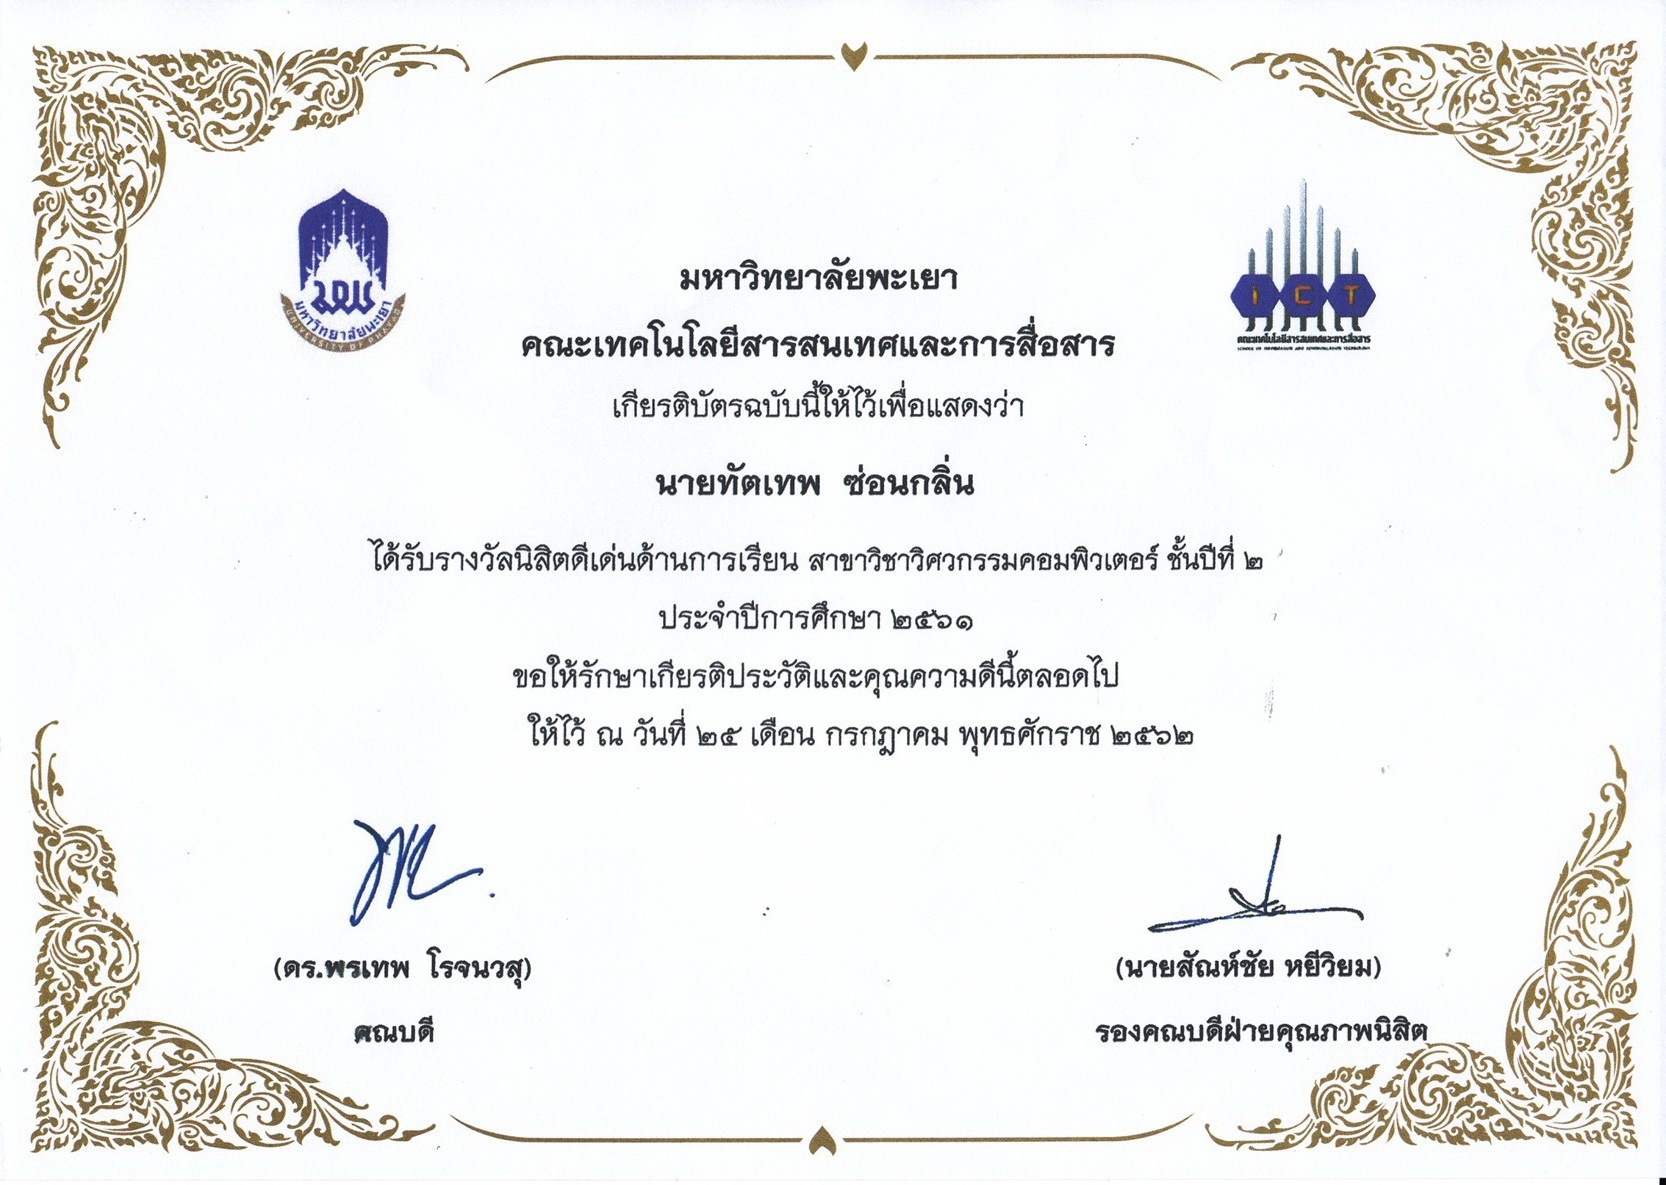 มหาวิทยาลัยพะเยา
UNIVERSITY OF PHAYAO
iCT
คณะเทคโนโลยีสารสนเทศและการสื่อสาร
SCHOOL OF INFORMATION AND COMMUNICATION TECHNOLOGY
มหาวิทยาลัยพะเยา
คณะเทคโนโลยีสารสนเทศและการสื่อสาร
เกียรติบัตรฉบับนี้ให้ไว้เพื่อแสดงว่า
นายทัตเทพ ซ่อนกลิ่น
ได้รับรางวัลนิสิตดีเด่นด้านการเรียน สาขาวิชาวิศวกรรมคอมพิวเตอร์ ชั้นปีที่ ๒
ประจำปีการศึกษา ๒๕๖๑
ขอให้รักษาเกียรติประวัติและคุณความดีนี้ตลอดไป
ให้ไว้ ณ วันที่ ๒๕ เดือน กรกฎาคม พุทธศักราช ๒๕๖๒
(ดร.พรเทพ โรจนวสุ)
คณบดี
(นายสัณห์ชัย หยีวิยม)
รองคณบดีฝ่ายคุณภาพนิสิต